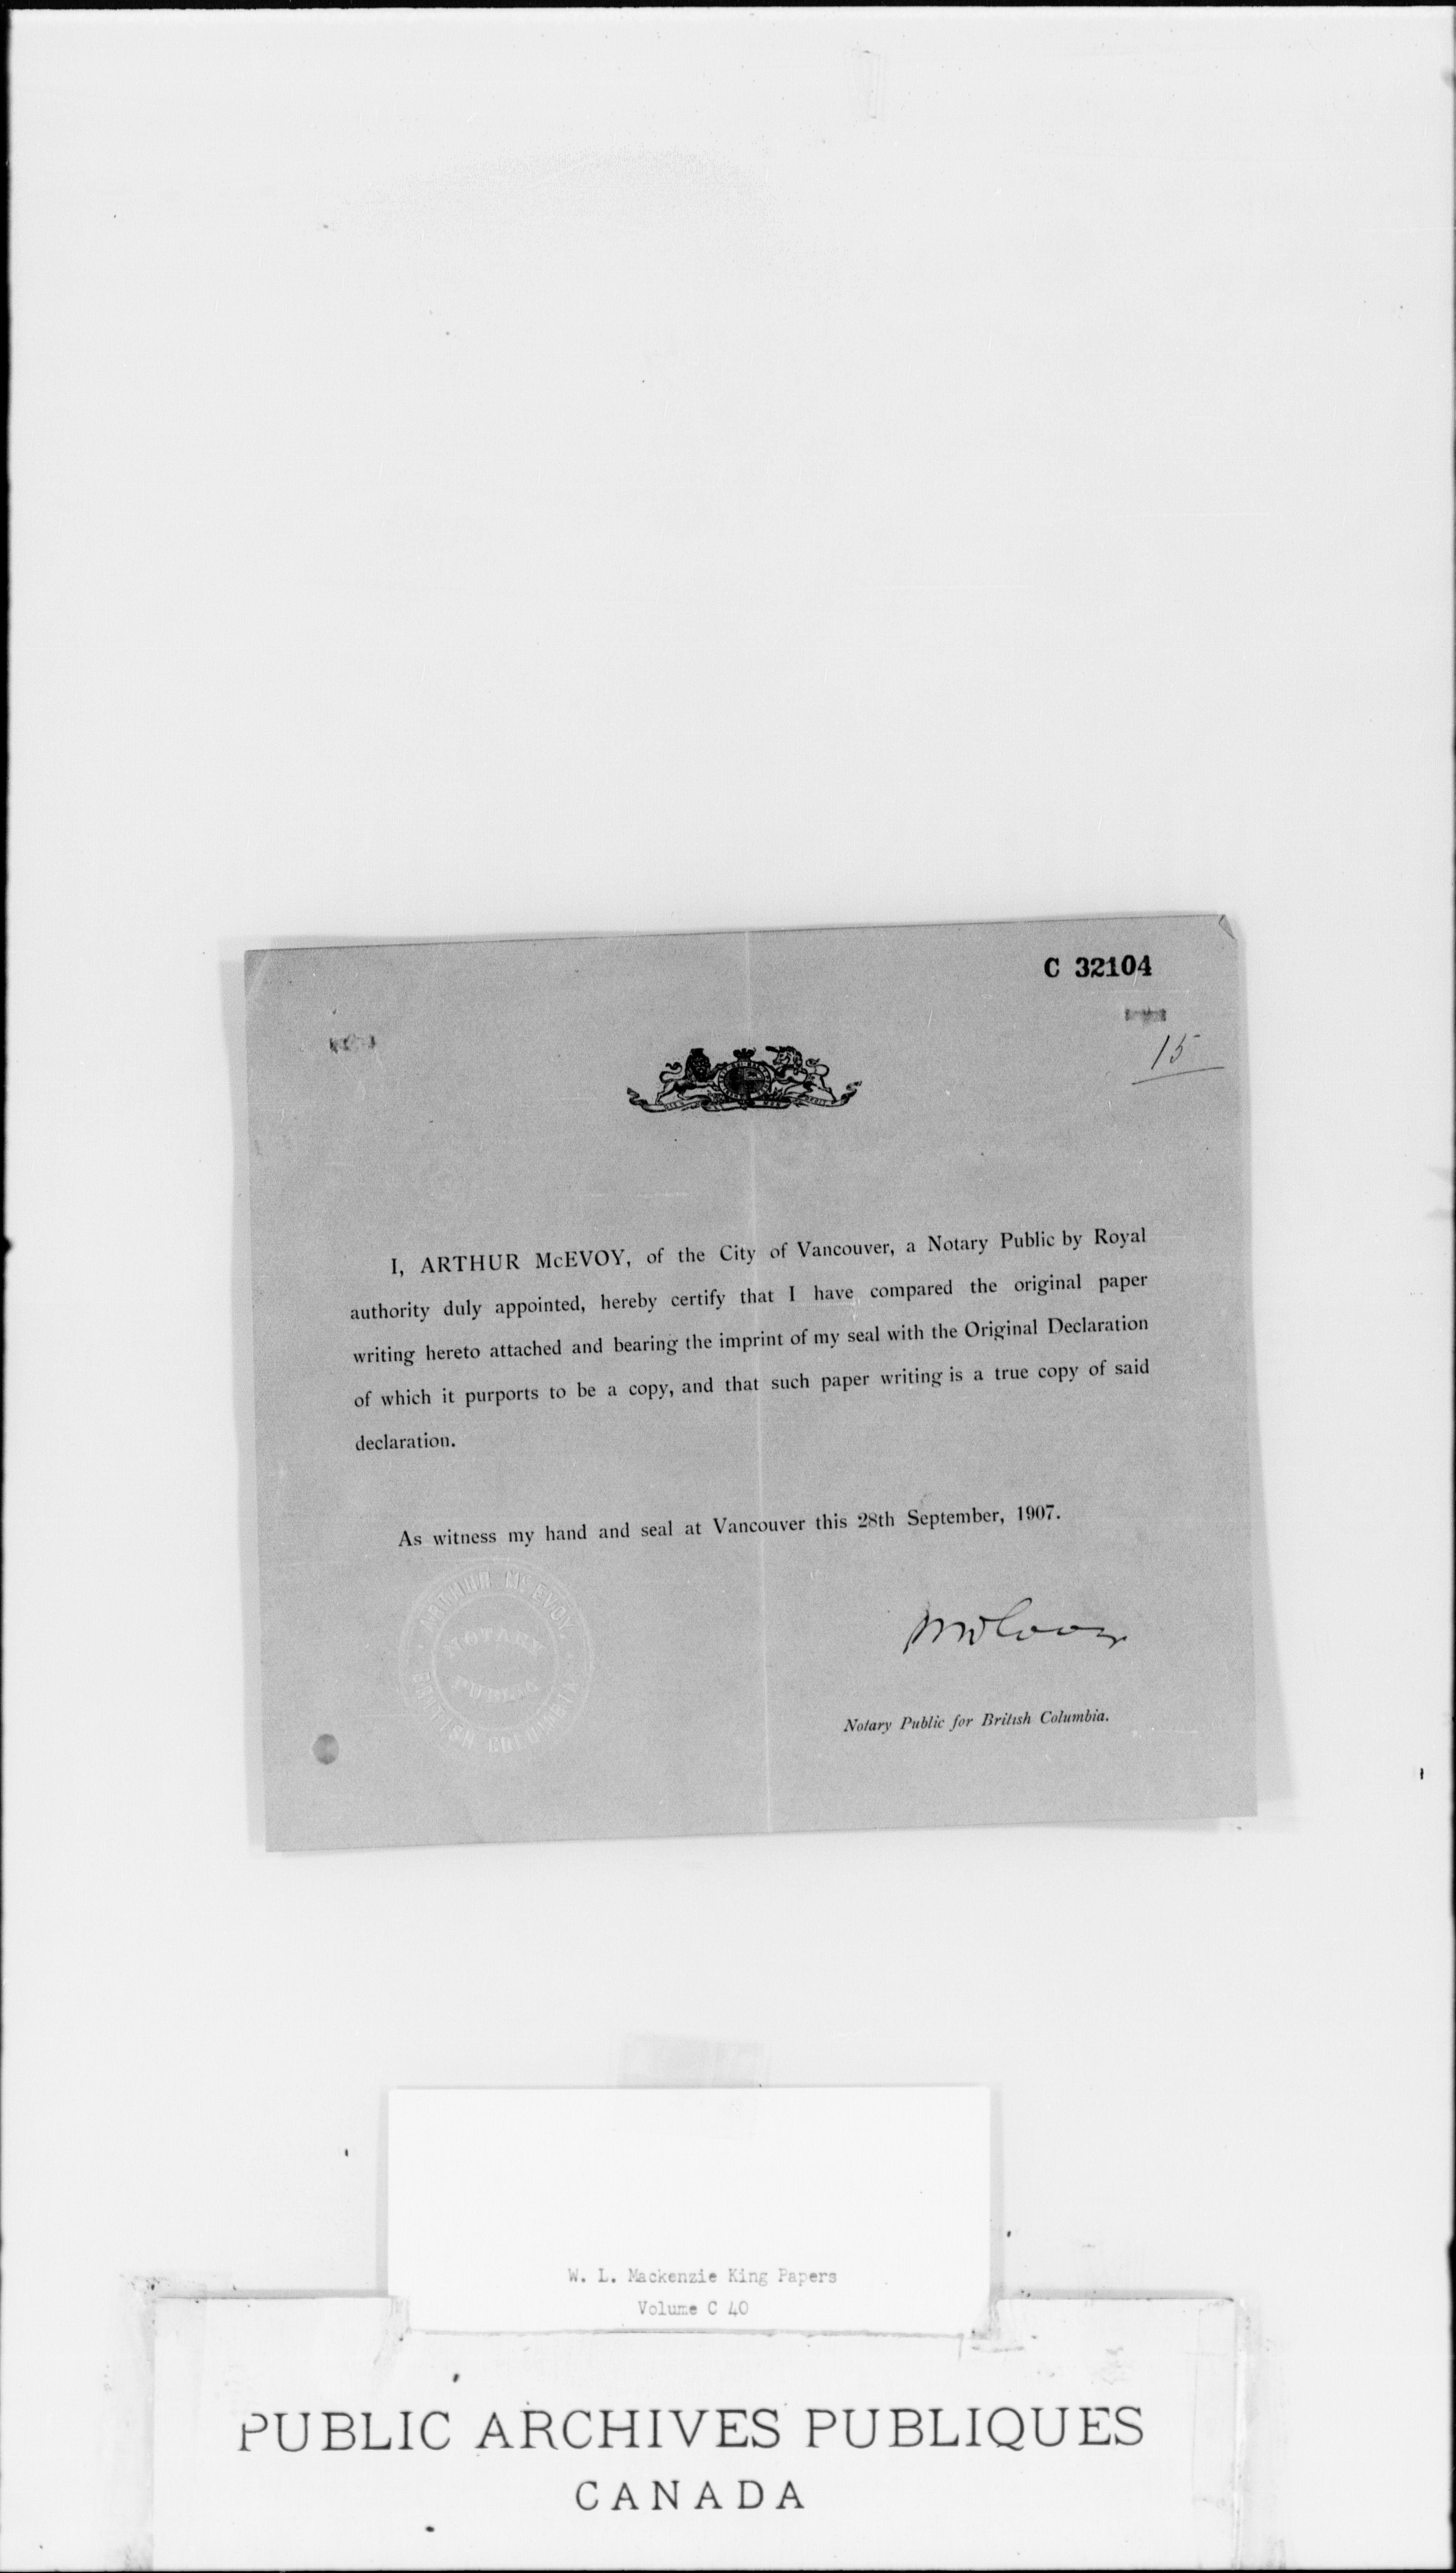 C 32104
15
I, ARTHUR McEVOY, of the City of Vancouver, a Notary Public by Royal
authority duly appointed, hereby certify that I have compared the original paper
writing hereto attached and bearing the imprint of my seal with the Original Declaration
of which it purports to be a copy, and that such paper writing is a true copy of said
declaration.
As witness my hand and seal at Vancouver this 28th September, 1907.
ARTHUR McEVOY.
NOTARY
PUBLIC
BRITISH COLUMBIA
Notary Public for British Columbia.
W. L. Mackenzie King Papers
Volume C 40
PUBLIC ARCHIVES PUBLIQUES
CANADA